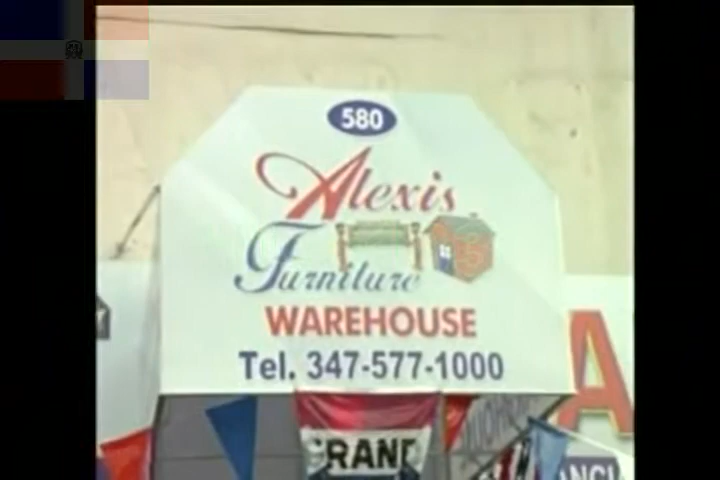 580
Alexis
Furniture
WAREHOUSE
Tel. 347-577-1000
GRAND